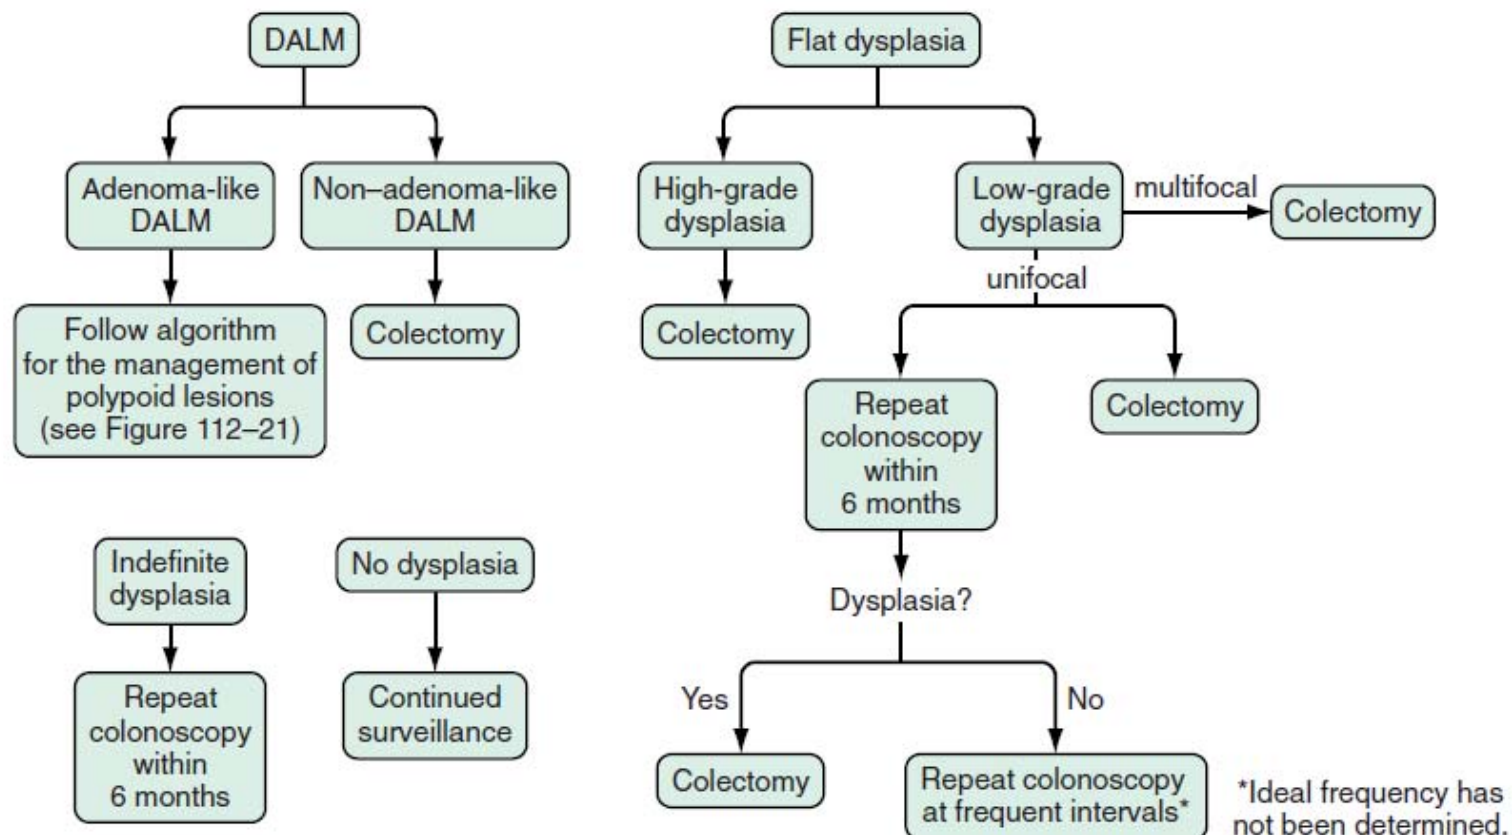 DALM
Adenoma-like
DALM
Non–adenoma-like
DALM
Follow algorithm
for the management of
polypoid lesions
(see Figure 112–21)
Colectomy
Flat dysplasia
High-grade
dysplasia
Low-grade
dysplasia
multifocal
Colectomy
Colectomy
unifocal
Repeat
colonoscopy
within
6 months
Colectomy
Dysplasia?
Yes
No
Colectomy
Repeat colonoscopy
at frequent intervals*
Indefinite
dysplasia
Repeat
colonoscopy
within
6 months
No dysplasia
Continued
surveillance
*Ideal frequency has
not been determined.